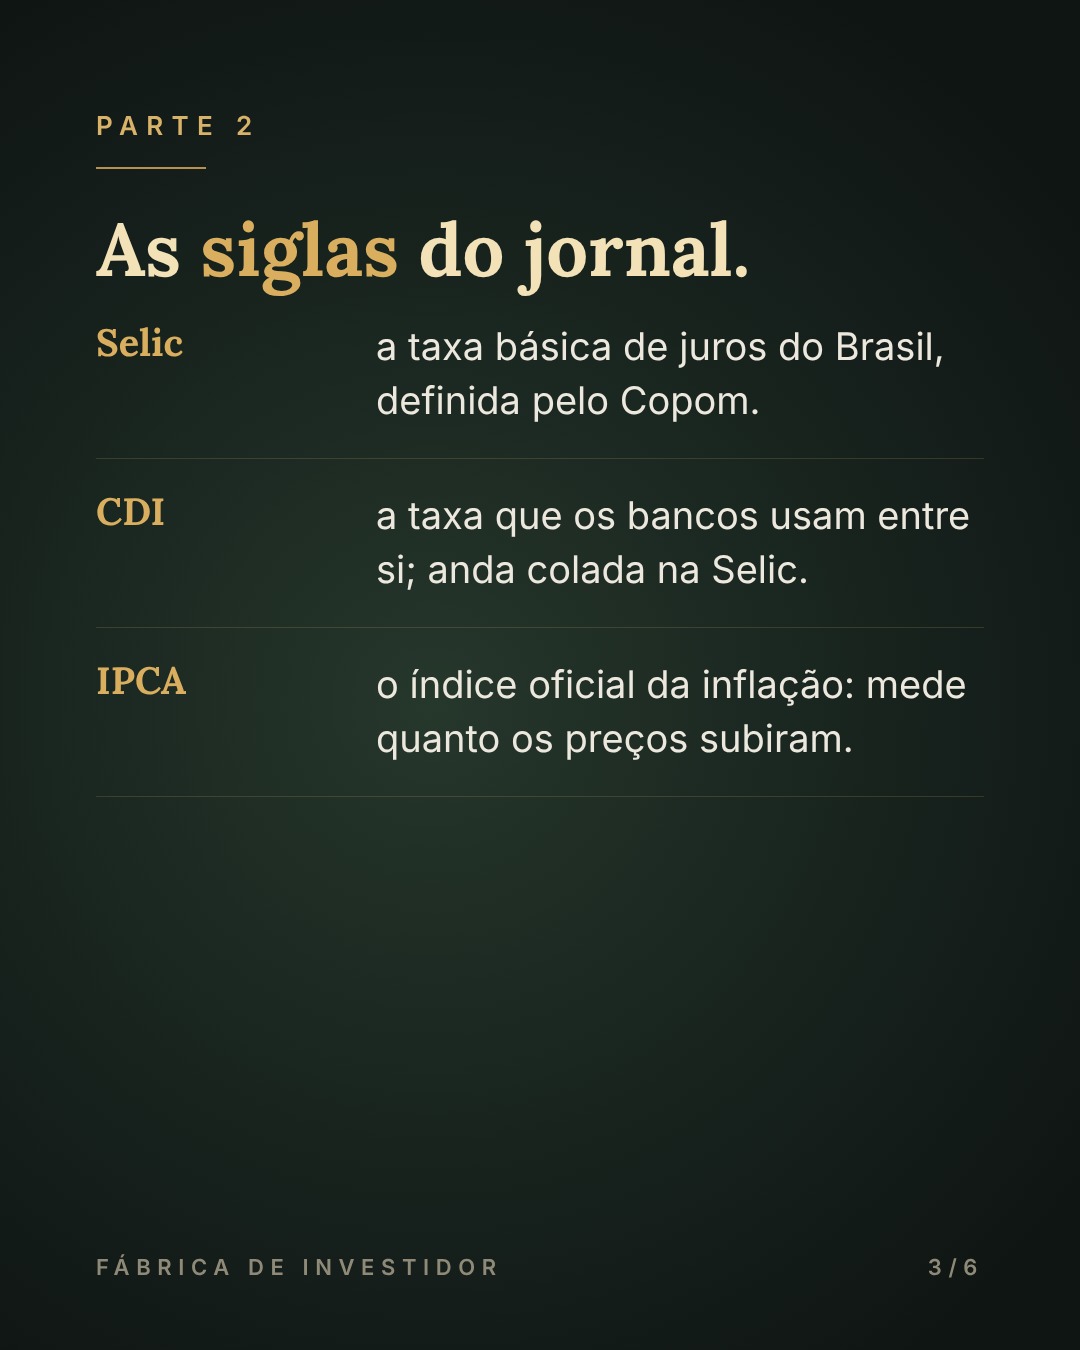 PARTE 2
As siglas do jornal.
Selic
a taxa básica de juros do Brasil,
definida pelo Copom.
CDI
a taxa que os bancos usam entre
si; anda colada na Selic.
IPCA
o índice oficial da inflação: mede
quanto os preços subiram.
FÁBRICA DE INVESTIDOR
3/6